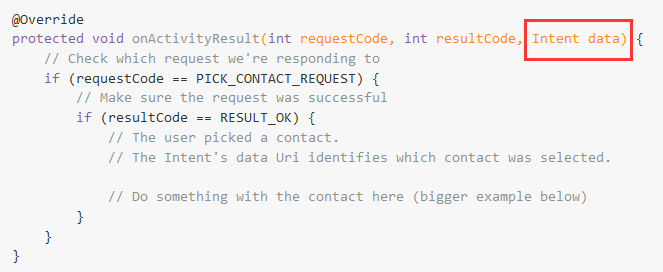 @Override
protected void onActivityResult(int requestCode, int resultCode, Intent data) {
    // Check which request we're responding to
    if (requestCode == PICK_CONTACT_REQUEST) {
        // Make sure the request was successful
        if (resultCode == RESULT_OK) {
            // The user picked a contact.
            // The Intent's data Uri identifies which contact was selected.

            // Do something with the contact here (bigger example below)
        }
    }
}